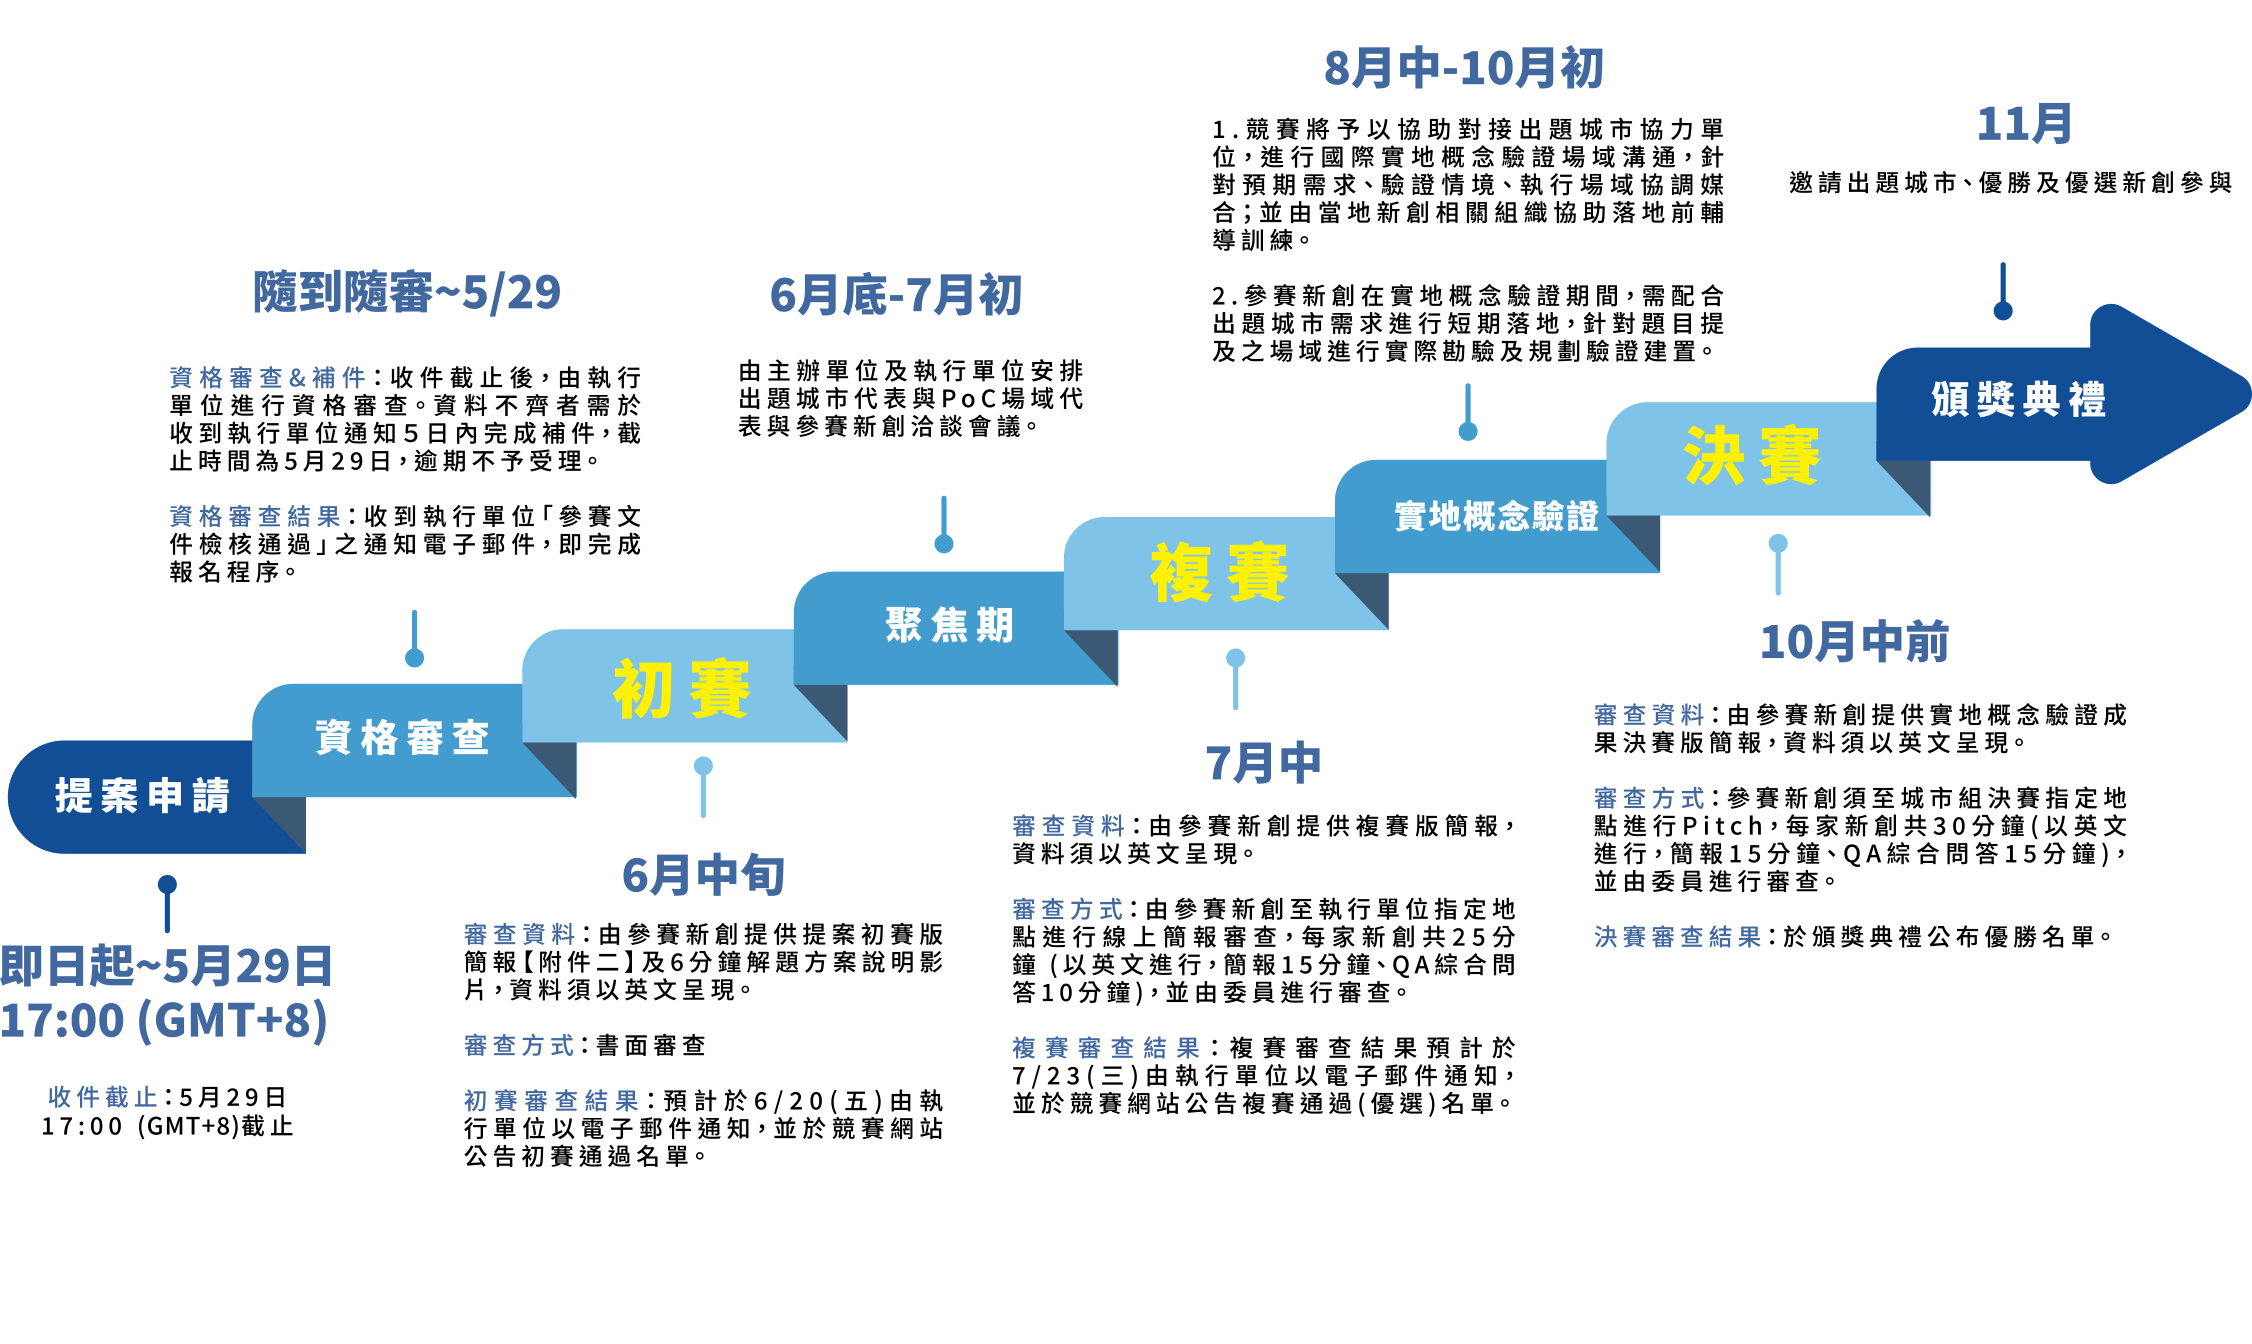 提案申請
即日起~5月29日
17:00 (GMT+8)
收件截止：5月29日
17:00 (GMT+8)截止
資格審查
隨到隨審~5/29
資格審查&補件：收件截止後，由執行
單位進行資格審查。資料不齊者需於
收到執行單位通知5日內完成補件，截
止時間為5月29日，逾期不予受理。
資格審查結果：收到執行單位「參賽文
件檢核通過」之通知電子郵件，即完成
報名程序。
初賽
6月中旬
審查資料：由參賽新創提供提案初賽版
簡報【附件二】及6分鐘解題方案說明影
片，資料須以英文呈現。
審查方式：書面審查
初賽審查結果：預計於6/20(五)由執
行單位以電子郵件通知，並於競賽網站
公告初賽通過名單。
聚焦期
6月底-7月初
由主辦單位及執行單位安排
出題城市代表與PoC場域代
表與參賽新創洽談會議。
複賽
7月中
審查資料：由參賽新創提供複賽版簡報，
資料須以英文呈現。
審查方式：由參賽新創至執行單位指定地
點進行線上簡報審查，每家新創共25分
鐘 (以英文進行，簡報15分鐘、QA綜合問
答10分鐘)，並由委員進行審查。
複賽審查結果：複賽審查結果預計於
7/23(三)由執行單位以電子郵件通知，
並於競賽網站公告複賽通過(優選)名單。
實地概念驗證
8月中-10月初
1.競賽將予以協助對接出題城市協力單
位，進行國際實地概念驗證場域溝通，針
對預期需求、驗證情境、執行場域協調媒
合；並由當地新創相關組織協助落地前輔
導訓練。
2.參賽新創在實地概念驗證期間，需配合
出題城市需求進行短期落地，針對題目提
及之場域進行實際勘驗及規劃驗證建置。
決賽
10月中前
審查資料：由參賽新創提供實地概念驗證成
果決賽版簡報，資料須以英文呈現。
審查方式：參賽新創須至城市組決賽指定地
點進行Pitch，每家新創共30分鐘(以英文
進行，簡報15分鐘、QA綜合問答15分鐘)，
並由委員進行審查。
決賽審查結果：於頒獎典禮公布優勝名單。
頒獎典禮
11月
邀請出題城市、優勝及優選新創參與